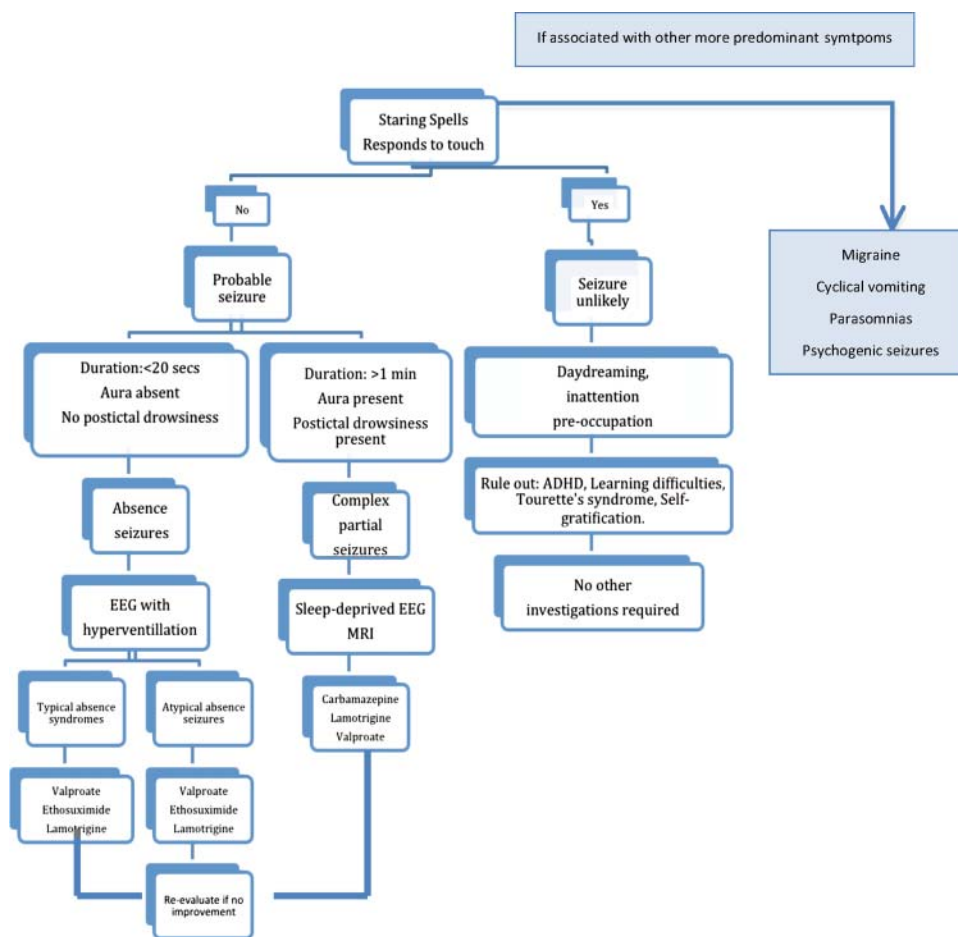 If associated with other more predominant symtpoms
Staring Spells
Responds to touch
No
Yes
Migraine
Cyclical vomiting
Parasomnias
Psychogenic seizures
Probable
seizure
Seizure
unlikely
Duration:<20 secs
Aura absent
No postictal drowsiness
Duration: >1 min
Aura present
Postictal drowsiness
present
Daydreaming,
inattention
pre-occupation
Absence
seizures
Complex
partial
seizures
Rule out: ADHD, Learning difficulties,
Tourette's syndrome, Self-
gratification.
EEG with
hyperventillation
Sleep-deprived EEG
MRI
No other
investigations required
Typical absence
syndromes
Atypical absence
seizures
Carbamazepine
Lamotrigine
Valproate
Valproate
Ethosuximide
Lamotrigine
Valproate
Ethosuximide
Lamotrigine
Re-evaluate if no
improvement